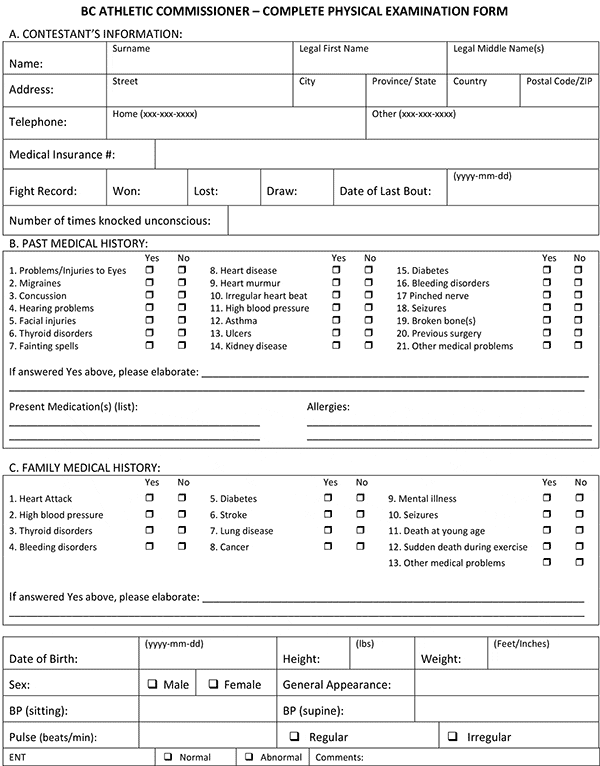 BC ATHLETIC COMMISSIONER – COMPLETE PHYSICAL EXAMINATION FORM
A. CONTESTANT'S INFORMATION:
Name: Surname Legal First Name Legal Middle Name(s)
Address: Street City Province/ State Country Postal Code/ZIP
Telephone: Home (xxx-xxx-xxxx) Other (xxx-xxx-xxxx)
Medical Insurance #:
Fight Record: Won: Lost: Draw: Date of Last Bout: (yyyy-mm-dd)
Number of times knocked unconscious:
B. PAST MEDICAL HISTORY:
Yes No Yes No Yes No
1. Problems/Injuries to Eyes 8. Heart disease 15. Diabetes
2. Migraines 9. Heart murmur 16. Bleeding disorders
3. Concussion 10. Irregular heart beat 17 Pinched nerve
4. Hearing problems 11. High blood pressure 18. Seizures
5. Facial injuries 12. Asthma 19. Broken bone(s)
6. Thyroid disorders 13. Ulcers 20. Previous surgery
7. Fainting spells 14. Kidney disease 21. Other medical problems
If answered Yes above, please elaborate:
Present Medication(s) (list): Allergies:
C. FAMILY MEDICAL HISTORY:
Yes No Yes No Yes No
1. Heart Attack 5. Diabetes 9. Mental illness
2. High blood pressure 6. Stroke 10. Seizures
3. Thyroid disorders 7. Lung disease 11. Death at young age
4. Bleeding disorders 8. Cancer 12. Sudden death during exercise
13. Other medical problems
If answered Yes above, please elaborate:
Date of Birth: (yyyy-mm-dd) Height: (lbs) Weight: (Feet/Inches)
Sex: Male Female General Appearance:
BP (sitting): BP (supine):
Pulse (beats/min): Regular Irregular
ENT Normal Abnormal Comments: